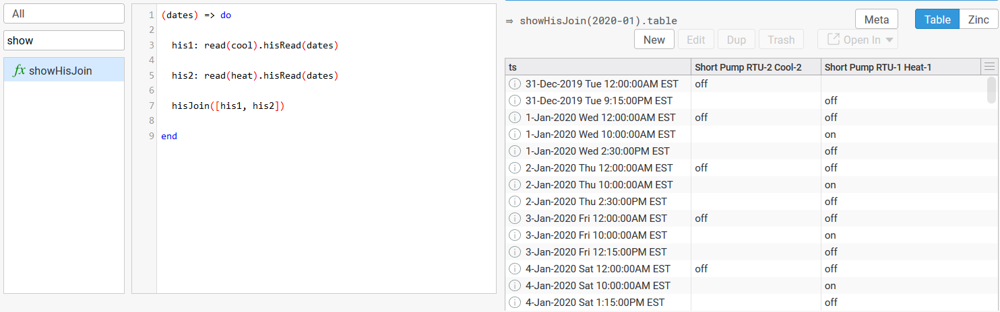 All
show
fx showHisJoin
1 (dates) => do
2
3 his1: read(cool).hisRead(dates)
4
5 his2: read(heat).hisRead(dates)
6
7 hisJoin([his1, his2])
8
9 end
⇒ showHisJoin(2020-01).table
Meta Table Zinc
New Edit Dup Trash Open In
ts Short Pump RTU-2 Cool-2 Short Pump RTU-1 Heat-1
31-Dec-2019 Tue 12:00:00AM EST off
31-Dec-2019 Tue 9:15:00PM EST off
1-Jan-2020 Wed 12:00:00AM EST off off
1-Jan-2020 Wed 10:00:00AM EST on
1-Jan-2020 Wed 2:30:00PM EST off
2-Jan-2020 Thu 12:00:00AM EST off off
2-Jan-2020 Thu 10:00:00AM EST on
2-Jan-2020 Thu 2:30:00PM EST off
3-Jan-2020 Fri 12:00:00AM EST off off
3-Jan-2020 Fri 10:00:00AM EST on
3-Jan-2020 Fri 12:15:00PM EST off
4-Jan-2020 Sat 12:00:00AM EST off off
4-Jan-2020 Sat 10:00:00AM EST on
4-Jan-2020 Sat 1:15:00PM EST off